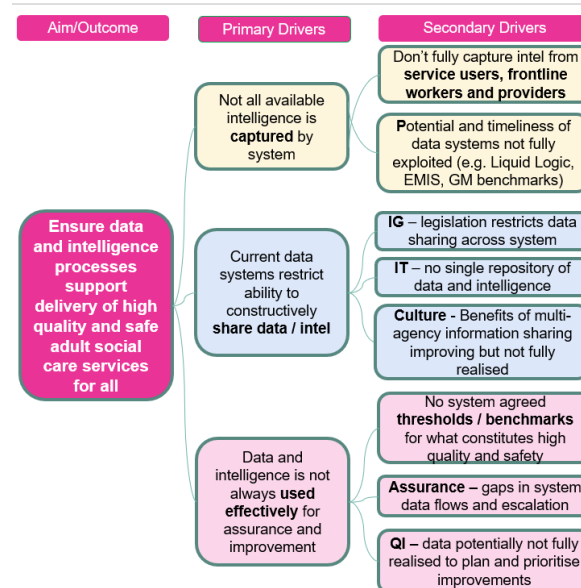 Aim/Outcome
Primary Drivers
Secondary Drivers
Ensure data
and intelligence
processes
support
delivery of high
quality and safe
adult social
care services
for all
Not all available
intelligence is
captured by
system
Don't fully capture intel from
service users, frontline
workers and providers
Potential and timeliness of
data systems not fully
exploited (e.g. Liquid Logic,
EMIS, GM benchmarks)
Current data
systems restrict
ability to
constructively
share data / intel
IG – legislation restricts data
sharing across system
IT – no single repository of
data and intelligence
Culture - Benefits of multi-
agency information sharing
improving but not fully
realised
Data and
intelligence is not
always used
effectively for
assurance and
improvement
No system agreed
thresholds / benchmarks
for what constitutes high
quality and safety
Assurance – gaps in system
data flows and escalation
QI – data potentially not fully
realised to plan and prioritise
improvements